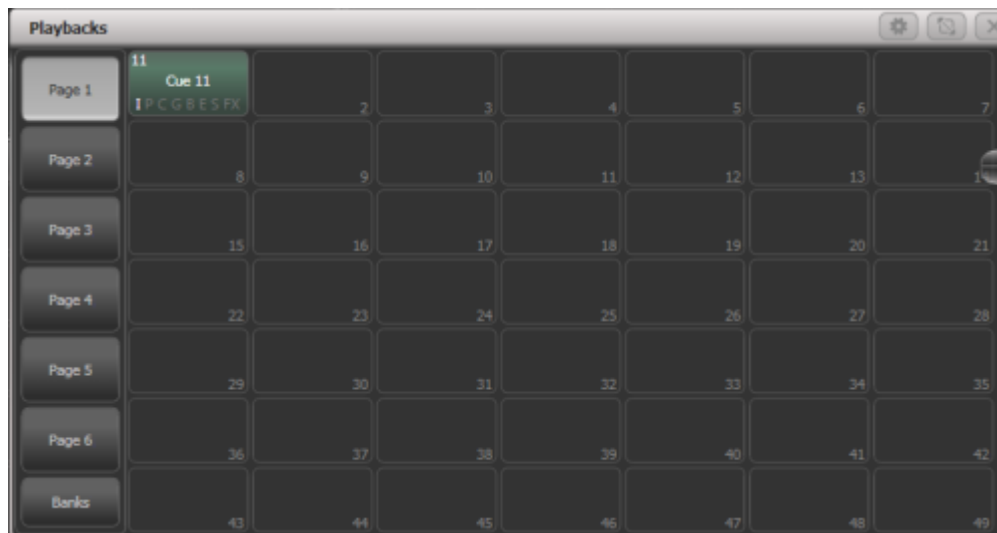 Playbacks
Page 1
11
Cue 11
I P C G B E S FX
2 3 4 5 6 7
Page 2
8 9 10 11 12 13
Page 3
15 16 17 18 19 20 21
Page 4
22 23 24 25 26 27 28
Page 5
29 30 31 32 33 34 35
Page 6
36 37 38 39 40 41 42
Banks
43 44 45 46 47 48 49